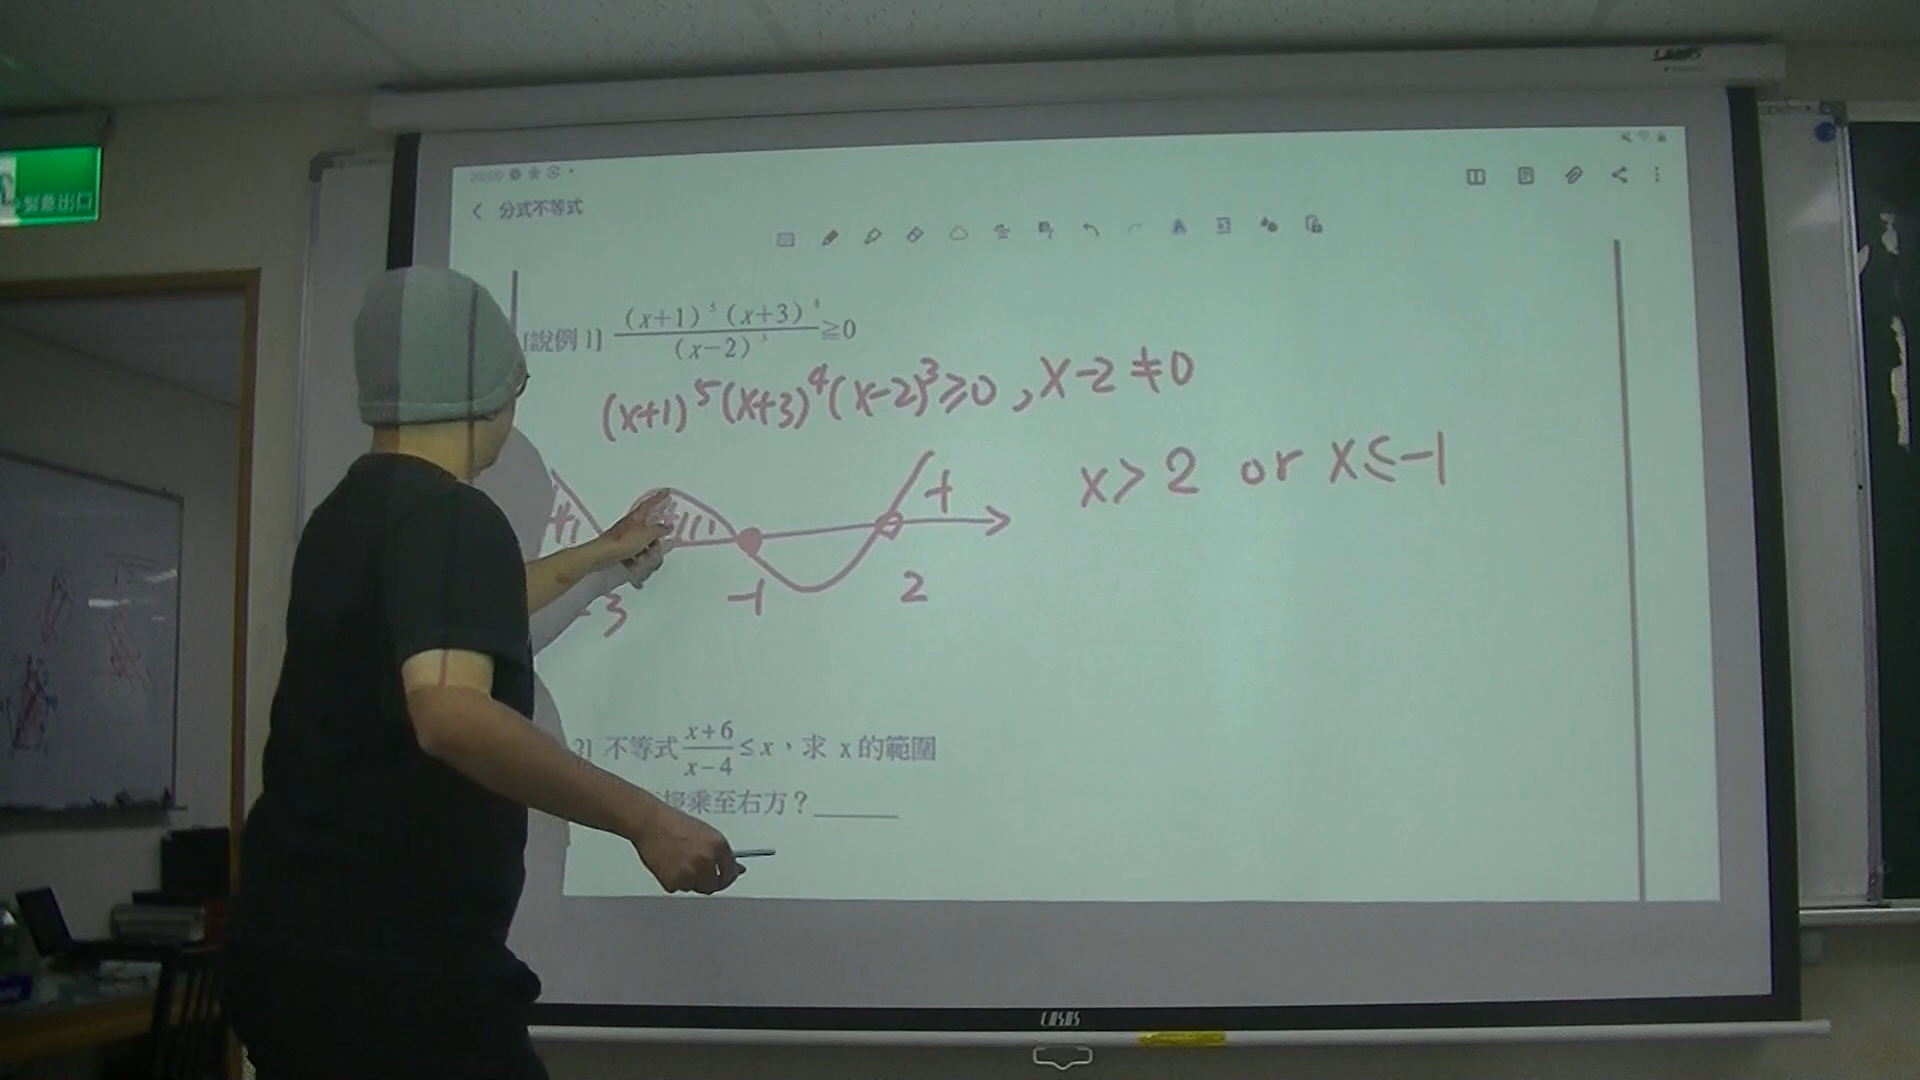 緊急出口
分式不等式
[說例 1] (x+1)⁵(x+3)⁴/(x-2)³≧0
(x+1)⁵(x+3)⁴(x-2)³≥0, x-2≠0
x>2 or x≤-1
+ + +
-3 -1 2
3] 不等式 x+6/x-4 ≤ x,求 x 的範圍
乘至右方?______